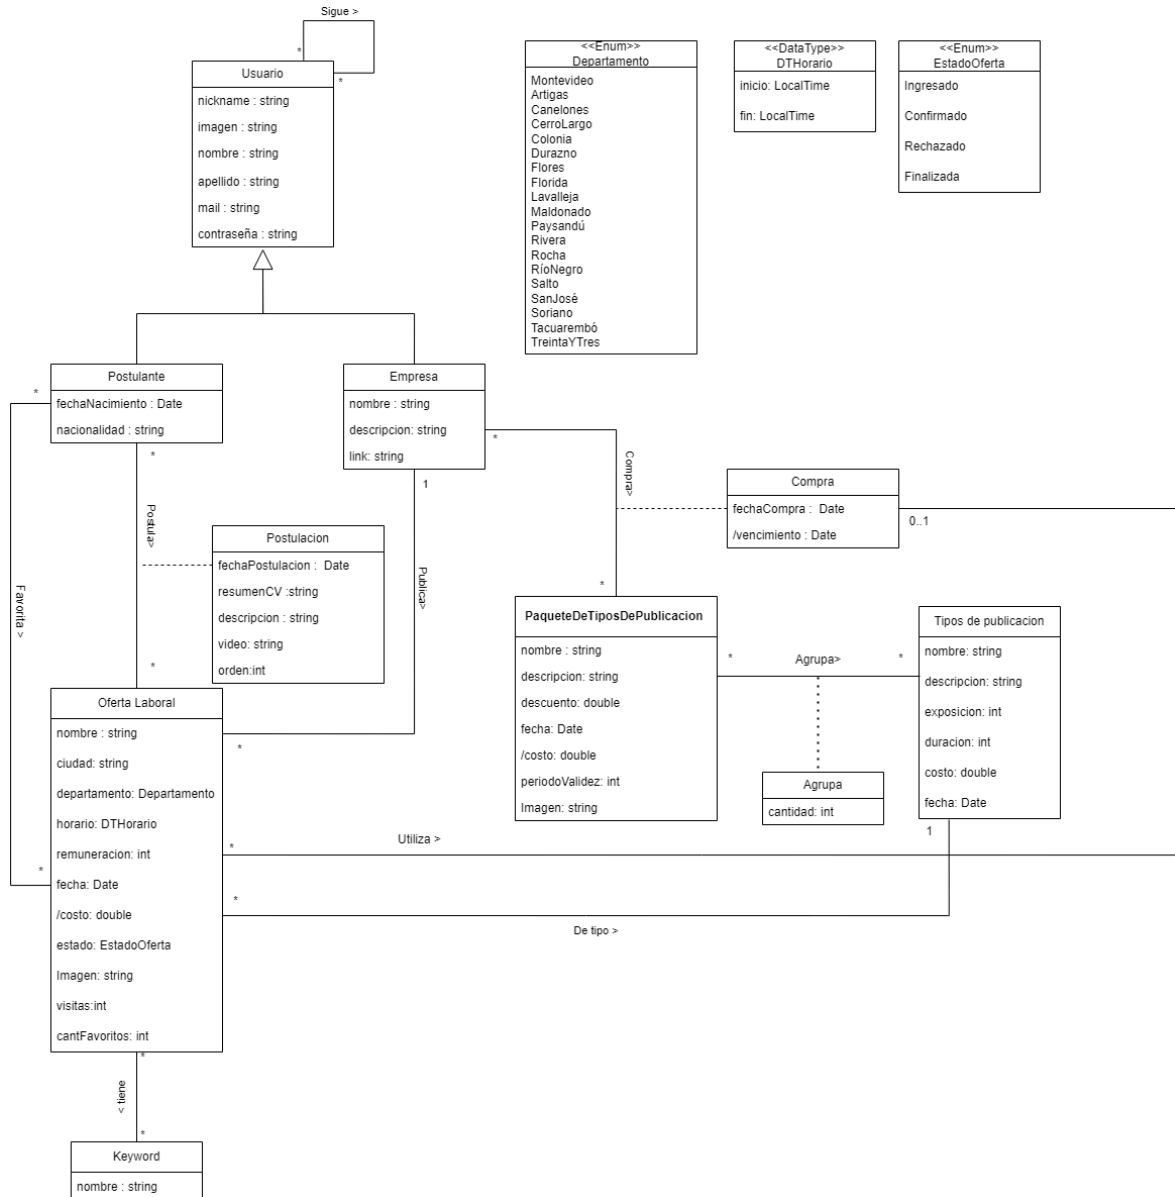 Sigue >
*
*
Usuario
nickname : string
imagen : string
nombre : string
apellido : string
mail : string
contraseña : string
<<Enum>>
Departamento
Montevideo
Artigas
Canelones
CerroLargo
Colonia
Durazno
Flores
Florida
Lavalleja
Maldonado
Paysandú
Rivera
Rocha
RíoNegro
Salto
SanJosé
Soriano
Tacuarembó
TreintaYTres
<<DataType>>
DTHorario
inicio: LocalTime
fin: LocalTime
<<Enum>>
EstadoOferta
Ingresado
Confirmado
Rechazado
Finalizada
Postulante
fechaNacimiento : Date
nacionalidad : string
*
*
Empresa
nombre : string
descripcion: string
link: string
*
1
Compra>
*
Compra
fechaCompra : Date
/vencimiento : Date
0..1
Postula>
Postulacion
fechaPostulacion : Date
resumenCV :string
descripcion : string
video: string
orden:int
Publica>
Favorita >
*
PaqueteDeTiposDePublicacion
nombre : string
descripcion: string
descuento: double
fecha: Date
/costo: double
periodoValidez: int
Imagen: string
*
Agrupa>
*
Agrupa
cantidad: int
Tipos de publicacion
nombre: string
descripcion: string
exposicion: int
duracion: int
costo: double
fecha: Date
1
Oferta Laboral
nombre : string
ciudad: string
departamento: Departamento
horario: DTHorario
remuneracion: int
fecha: Date
/costo: double
estado: EstadoOferta
Imagen: string
visitas:int
cantFavoritos: int
*
Utiliza >
*
*
*
De tipo >
*
< tiene
*
Keyword
nombre : string